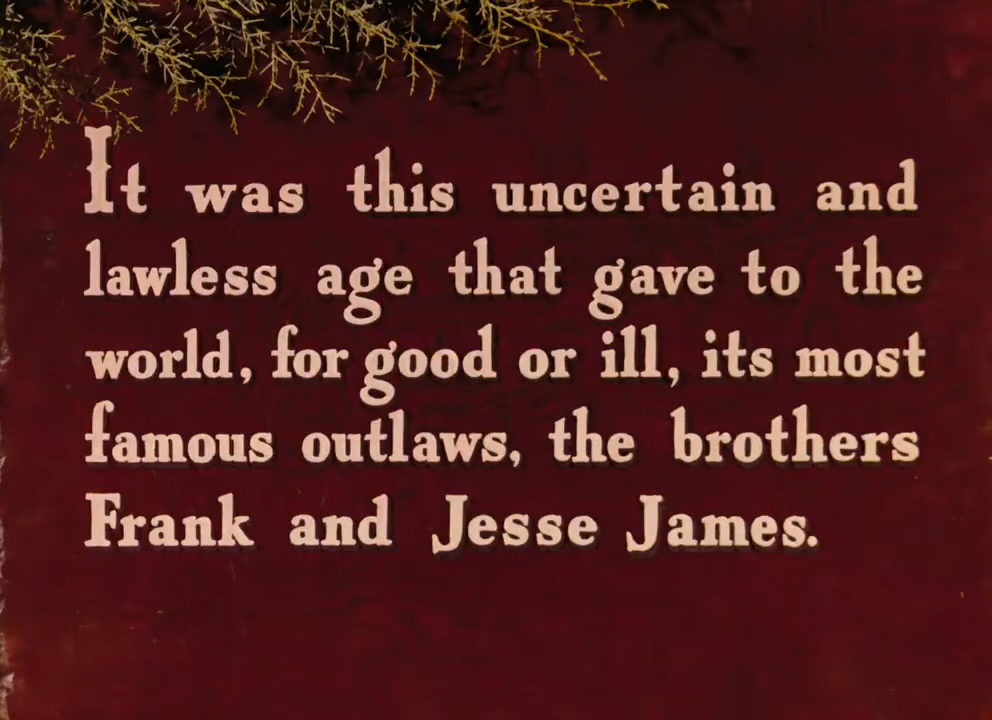 It was this uncertain and
lawless age that gave to the
world, for good or ill, its most
famous outlaws, the brothers
Frank and Jesse James.